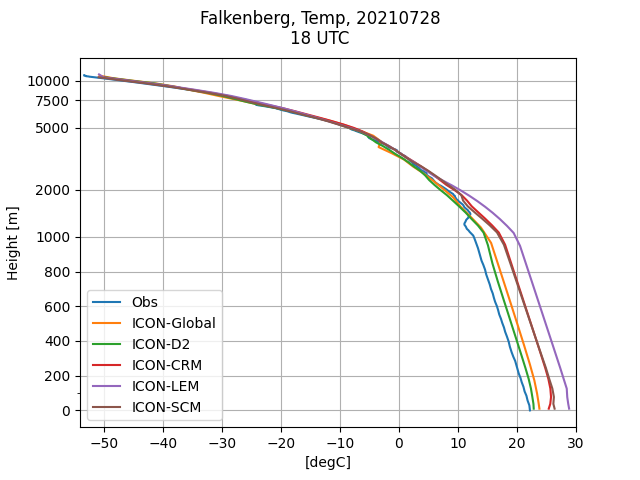 Falkenberg, Temp, 20210728
18 UTC
Height [m]
10000
7500
5000
2000
1000
800
600
400
200
0
Obs
ICON-Global
ICON-D2
ICON-CRM
ICON-LEM
ICON-SCM
−50 −40 −30 −20 −10 0 10 20 30
[degC]